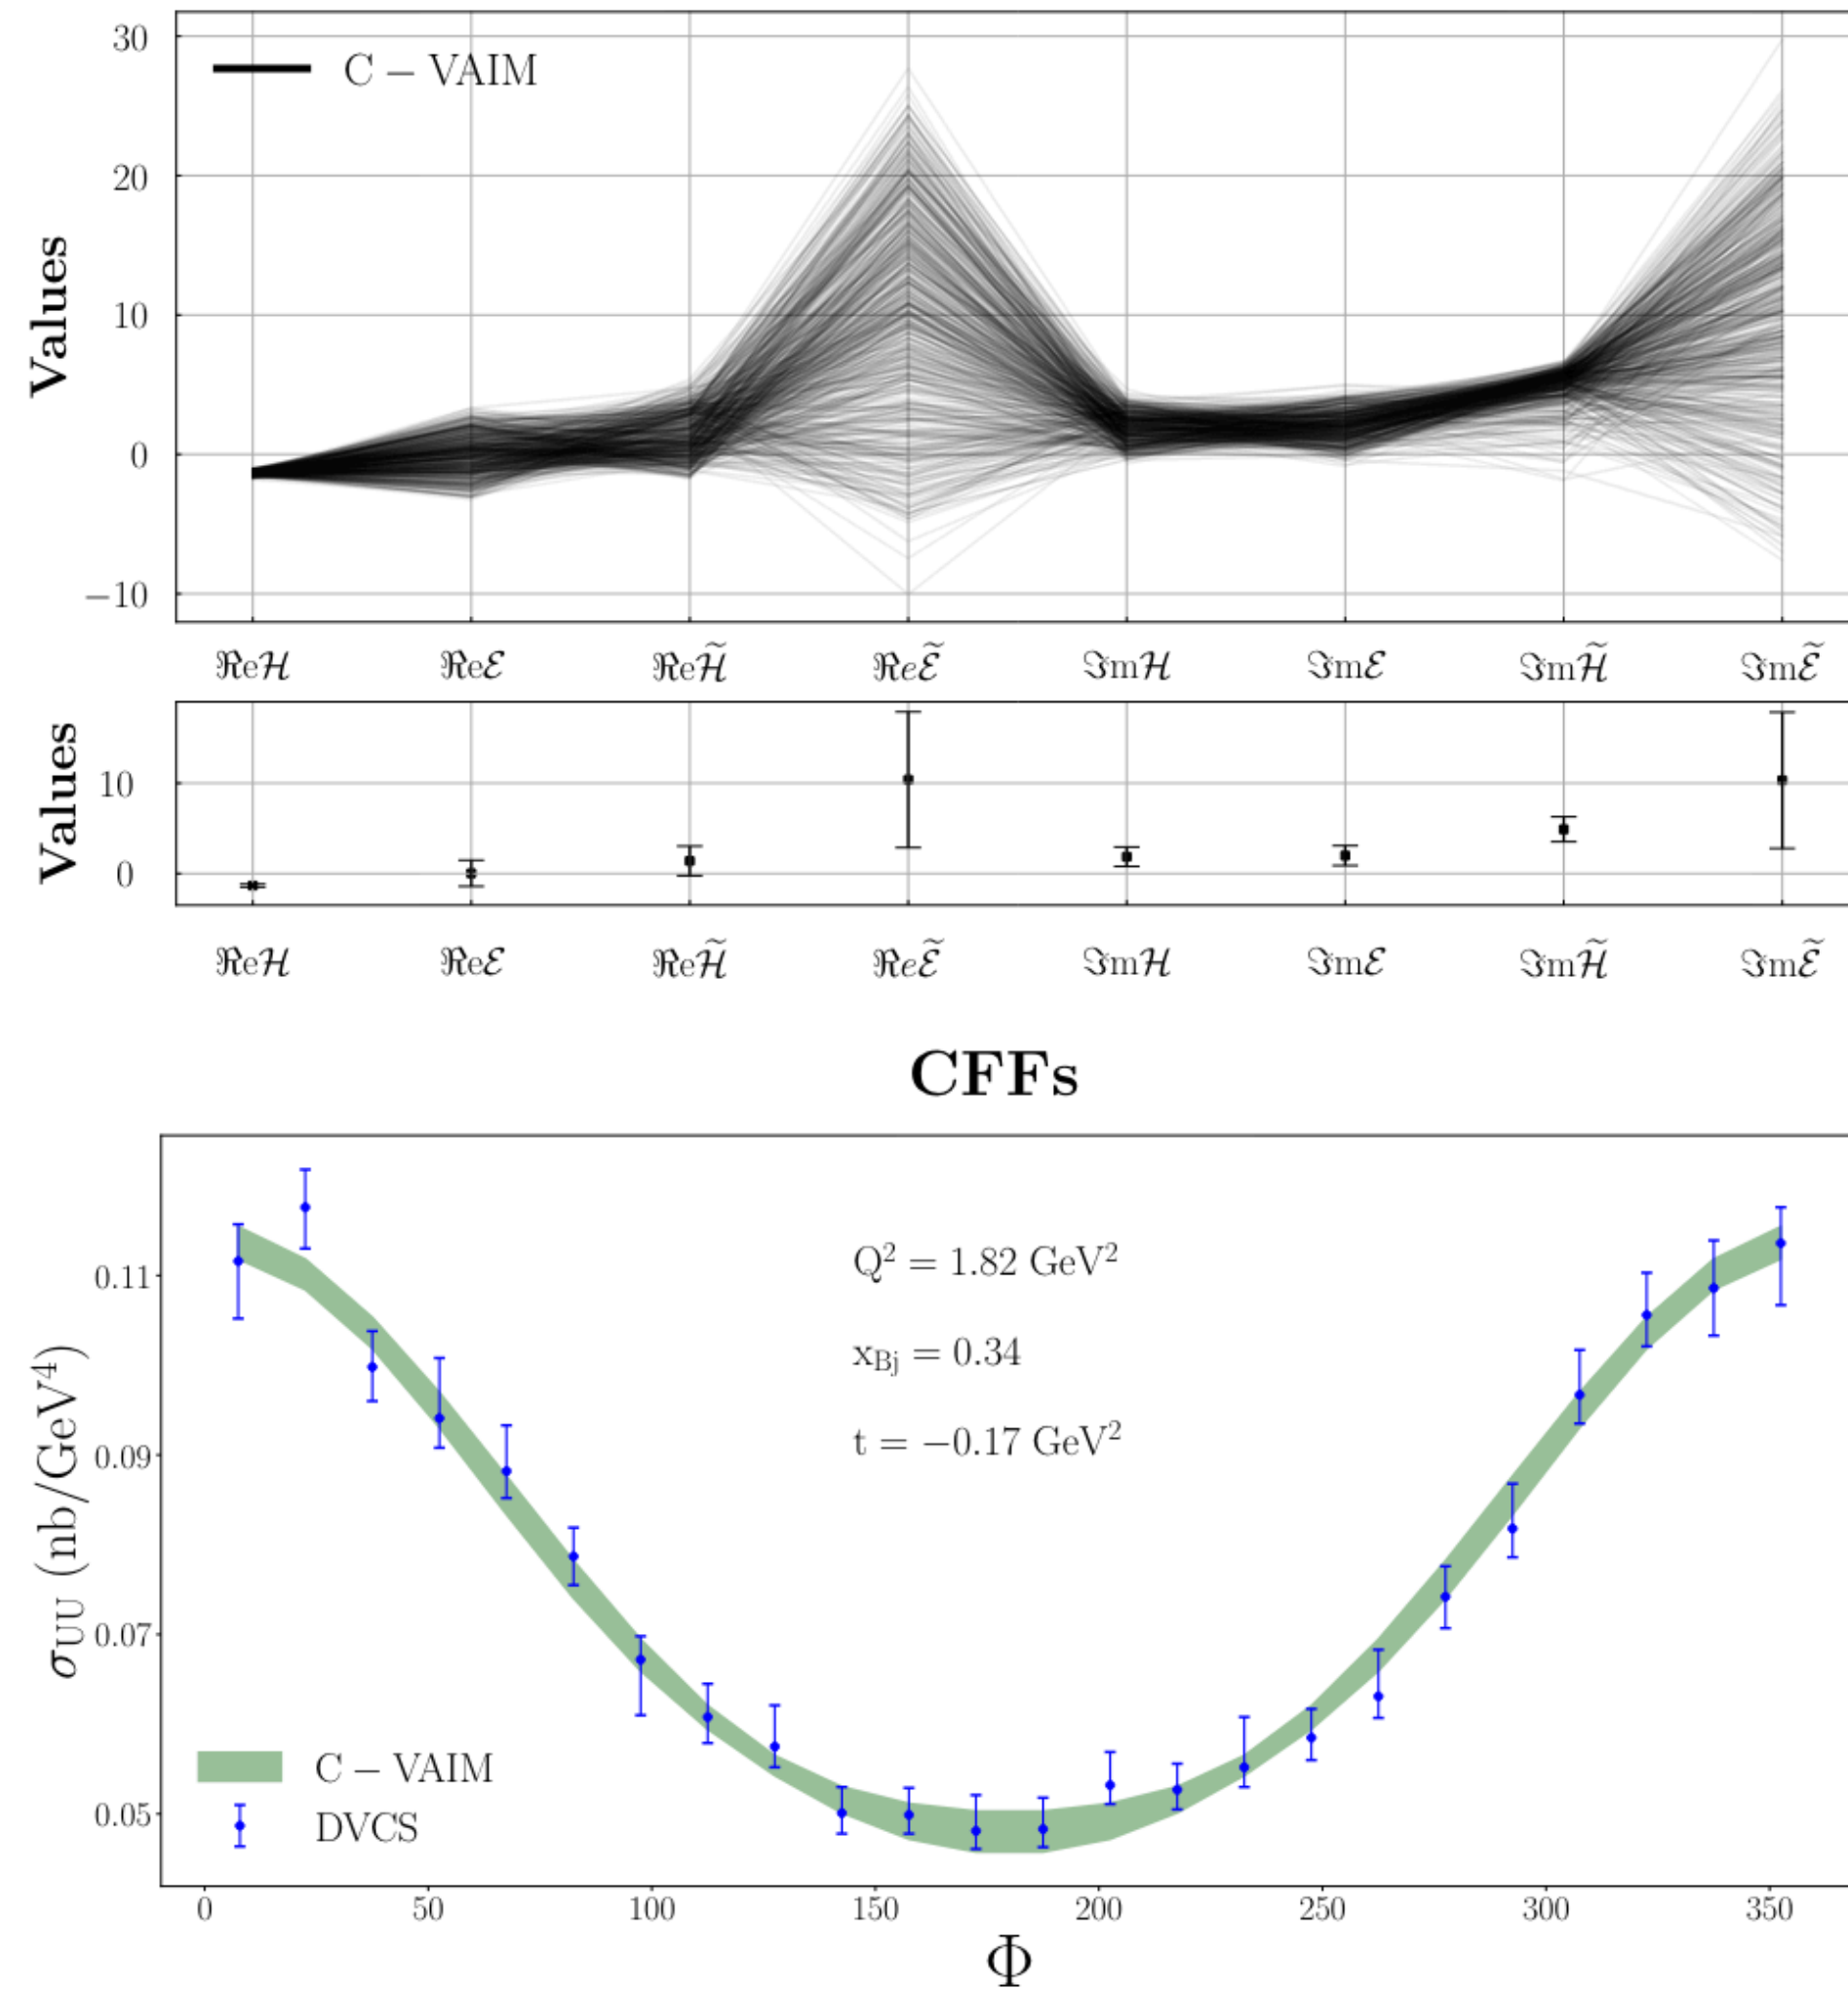 30
C − VAIM
20
Values
10
0
−10
ℜeℋ ℜeℰ ℜeℋ̃ ℜeℰ̃ ℑmℋ ℑmℰ ℑmℋ̃ ℑmℰ̃
Values
10
0
ℜeℋ ℜeℰ ℜeℋ̃ ℜeℰ̃ ℑmℋ ℑmℰ ℑmℋ̃ ℑmℰ̃
CFFs
Q² = 1.82 GeV²
0.11
x_Bj = 0.34
t = −0.17 GeV²
0.09
σ_UU (nb/GeV⁴)
0.07
C − VAIM
0.05
DVCS
0 50 100 150 200 250 300 350
Φ